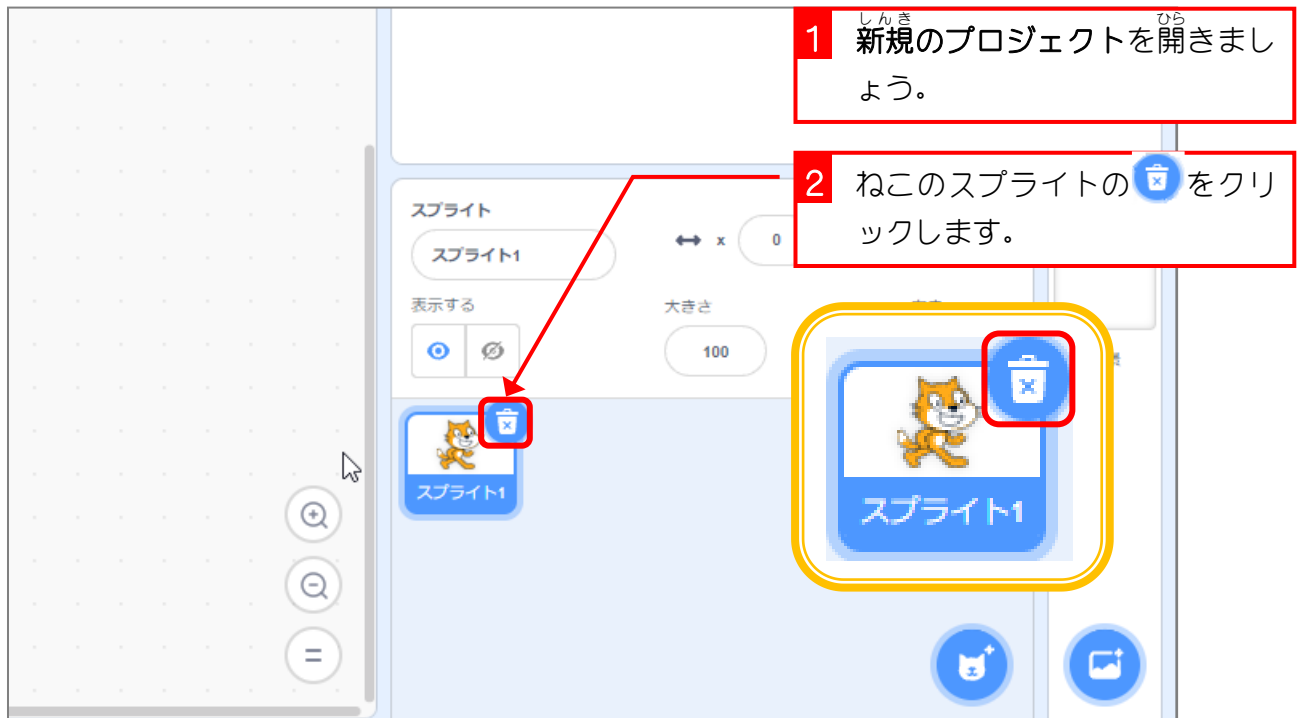 1 新規のプロジェクトを開きまし
ょう。
しんき
ひら
2 ねこのスプライトの をクリ
ックします。
スプライト
スプライト1
x 0
表示する
大きさ
100
スプライト1
スプライト1